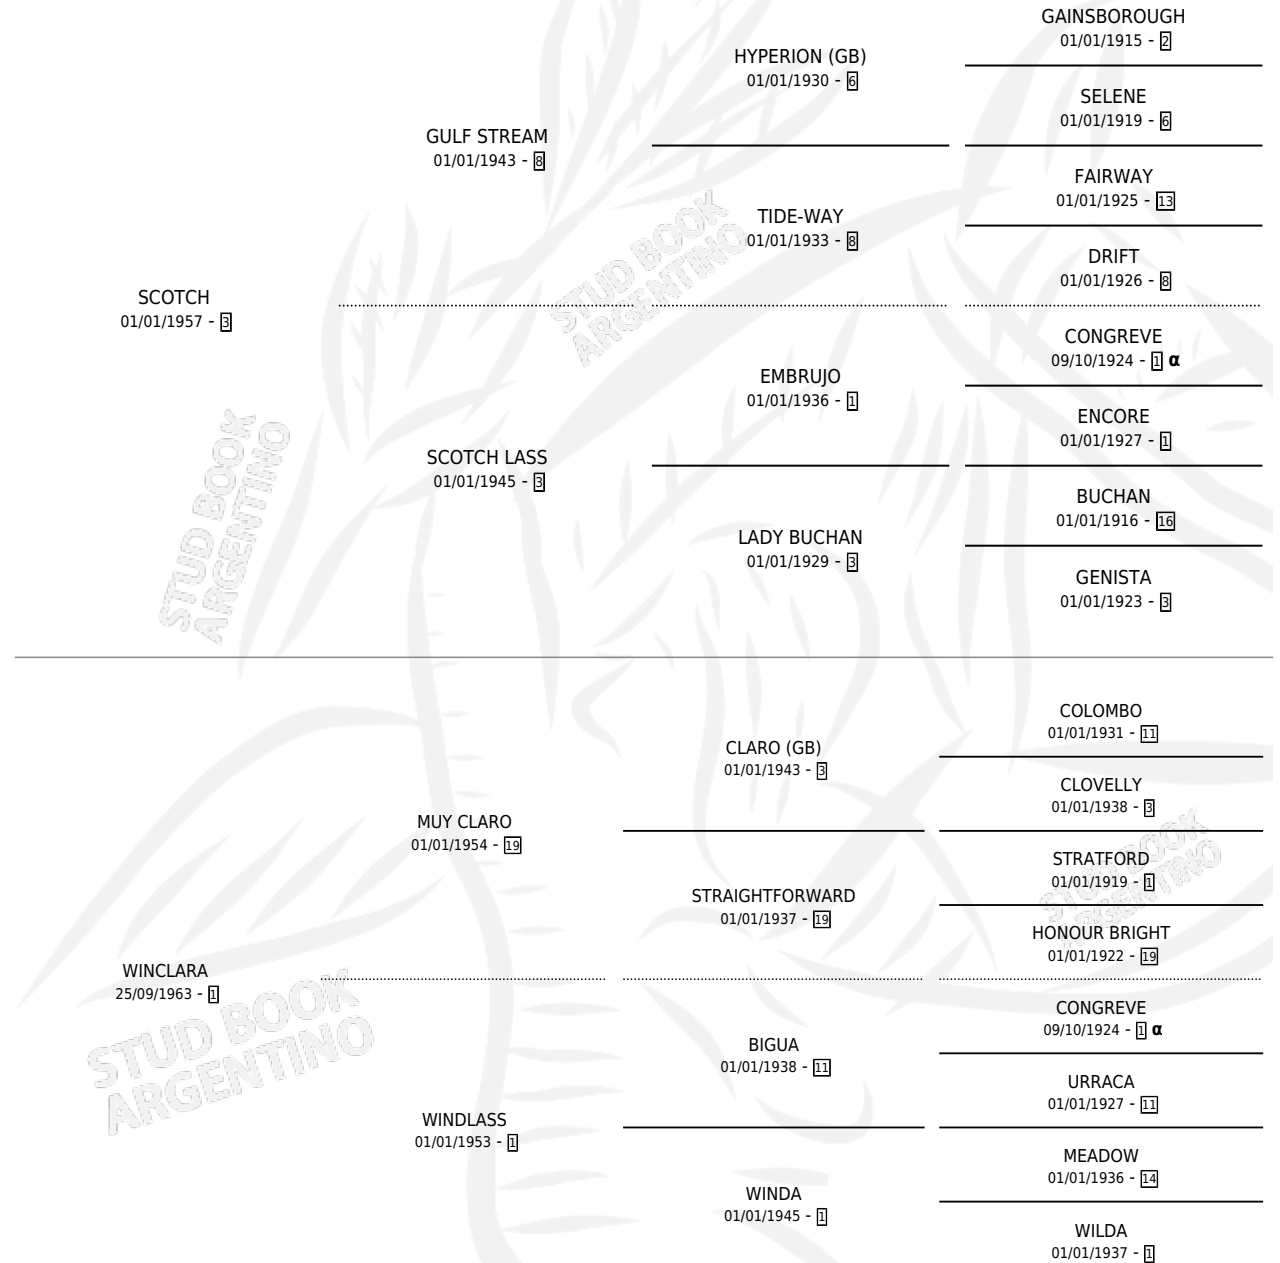 GAINSBOROUGH
01/01/1915 - 2
HYPERION (GB)
01/01/1930 - 6
SELENE
01/01/1919 - 6
GULF STREAM
01/01/1943 - 8
FAIRWAY
01/01/1925 - 13
TIDE-WAY
01/01/1933 - 8
DRIFT
01/01/1926 - 8
SCOTCH
01/01/1957 - 3
CONGREVE
09/10/1924 - 1 α
EMBRUJO
01/01/1936 - 1
ENCORE
01/01/1927 - 1
SCOTCH LASS
01/01/1945 - 3
BUCHAN
01/01/1916 - 16
LADY BUCHAN
01/01/1929 - 3
GENISTA
01/01/1923 - 3
STUD BOOK
ARGENTINO
STUD BOOK
ARGENTINO
COLOMBO
01/01/1931 - 11
CLARO (GB)
01/01/1943 - 3
CLOVELLY
01/01/1938 - 3
MUY CLARO
01/01/1954 - 19
STRATFORD
01/01/1919 - 1
STRAIGHTFORWARD
01/01/1937 - 19
HONOUR BRIGHT
01/01/1922 - 19
STUD BOOK
ARGENTINO
WINCLARA
25/09/1963 - 1
CONGREVE
09/10/1924 - 1 α
BIGUA
01/01/1938 - 11
URRACA
01/01/1927 - 11
WINDLASS
01/01/1953 - 1
MEADOW
01/01/1936 - 14
WINDA
01/01/1945 - 1
WILDA
01/01/1937 - 1
STUD BOOK
ARGENTINO